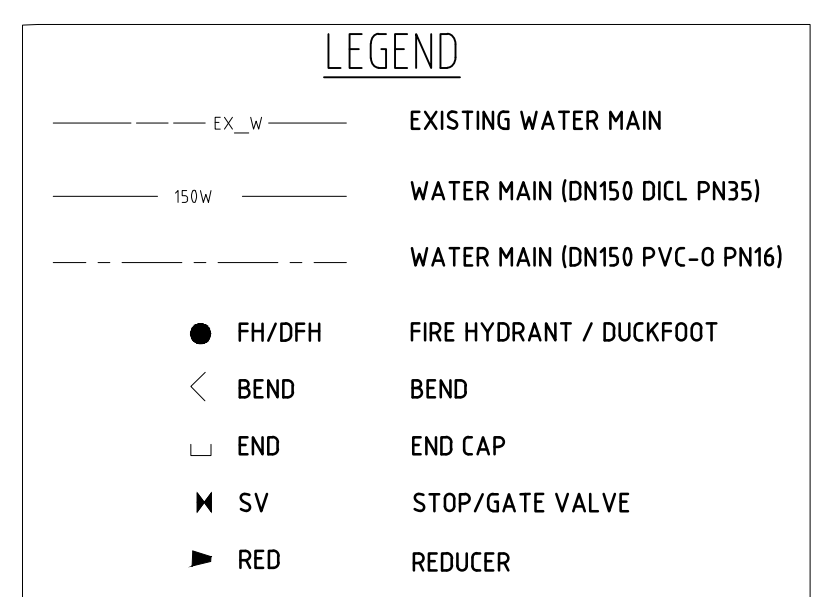 LEGEND
EX_W EXISTING WATER MAIN
150W WATER MAIN (DN150 DICL PN35)
WATER MAIN (DN150 PVC-O PN16)
FH/DFH FIRE HYDRANT / DUCKFOOT
BEND BEND
END END CAP
SV STOP/GATE VALVE
RED REDUCER